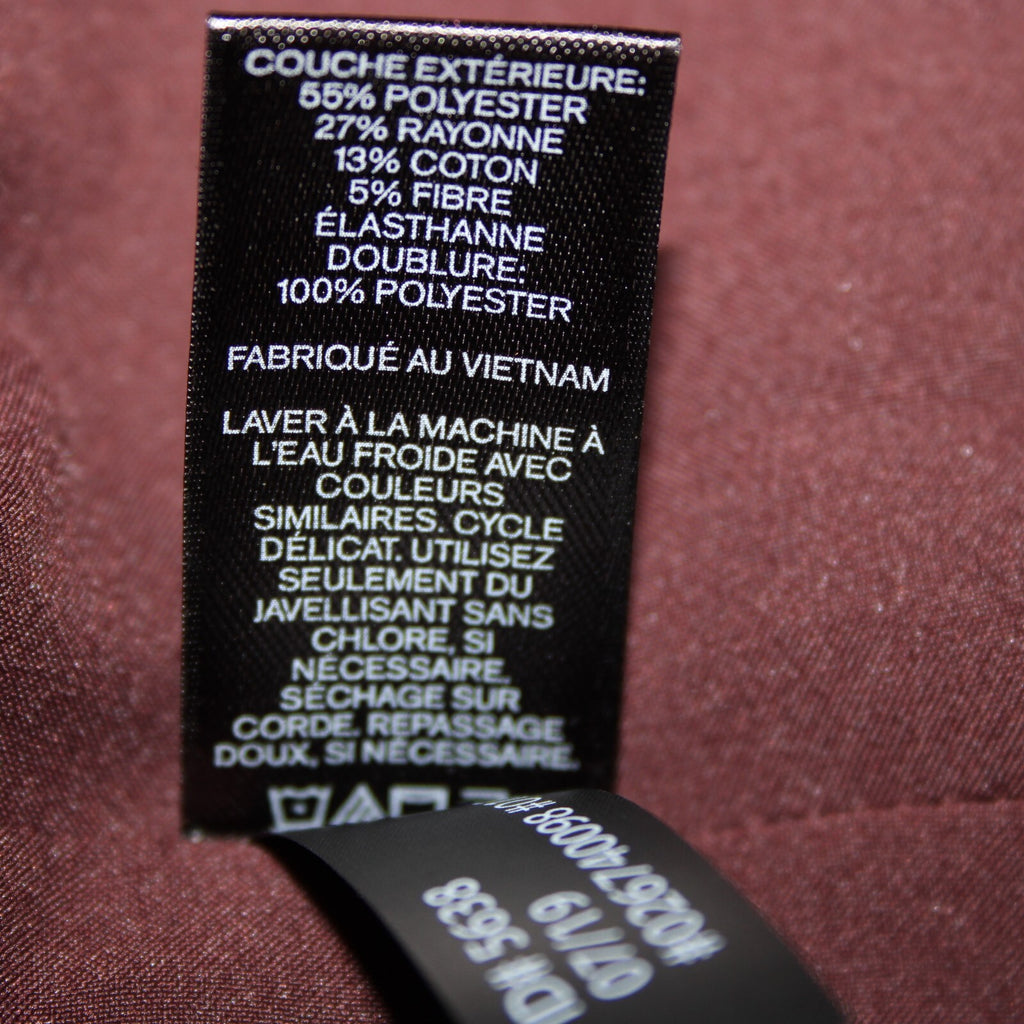 COUCHE EXTÉRIEURE:
55% POLYESTER
27% RAYONNE
13% COTON
5% FIBRE
ÉLASTHANNE
DOUBLURE:
100% POLYESTER
FABRIQUÉ AU VIETNAM
LAVER À LA MACHINE À
L'EAU FROIDE AVEC
COULEURS
SIMILAIRES. CYCLE
DÉLICAT. UTILISEZ
SEULEMENT DU
JAVELLISANT SANS
CHLORE, SI
NÉCESSAIRE.
SÉCHAGE SUR
CORDE. REPASSAGE
DOUX, SI NÉCESSAIRE.
#026740098
07/19
ID# 5638